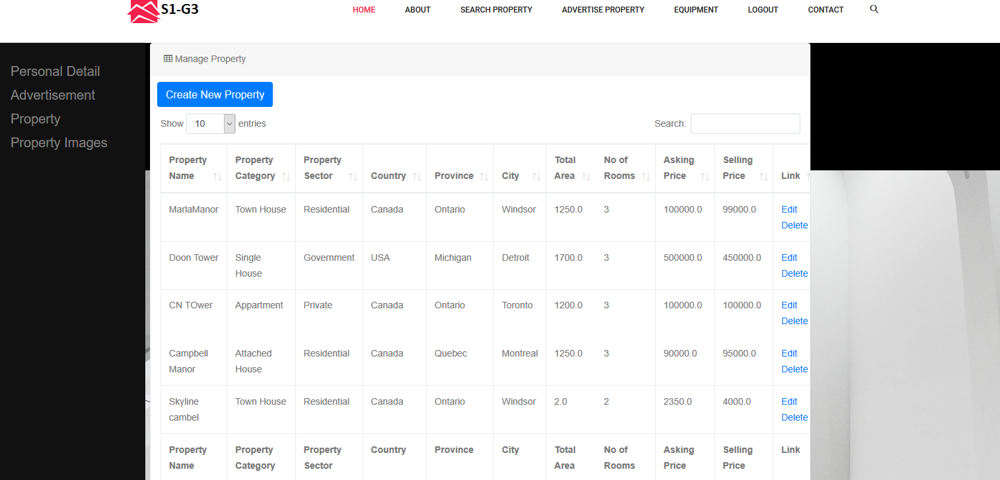 S1-G3
HOME ABOUT SEARCH PROPERTY ADVERTISE PROPERTY EQUIPMENT LOGOUT CONTACT
Personal Detail
Advertisement
Property
Property Images
Manage Property
Create New Property
Show 10 entries Search:
Property Name Property Category Property Sector Country Province City Total Area No of Rooms Asking Price Selling Price Link
MarlaManor Town House Residential Canada Ontario Windsor 1250.0 3 100000.0 99000.0 Edit
Delete
Doon Tower Single House Government USA Michigan Detroit 1700.0 3 500000.0 450000.0 Edit
Delete
CN TOwer Appartment Private Canada Ontario Toronto 1200.0 3 100000.0 100000.0 Edit
Delete
Campbell Manor Attached House Residential Canada Quebec Montreal 1250.0 3 90000.0 95000.0 Edit
Delete
Skyline cambel Town House Residential Canada Ontario Windsor 2.0 2 2350.0 4000.0 Edit
Delete
Property Name Property Category Property Sector Country Province City Total Area No of Rooms Asking Price Selling Price Link